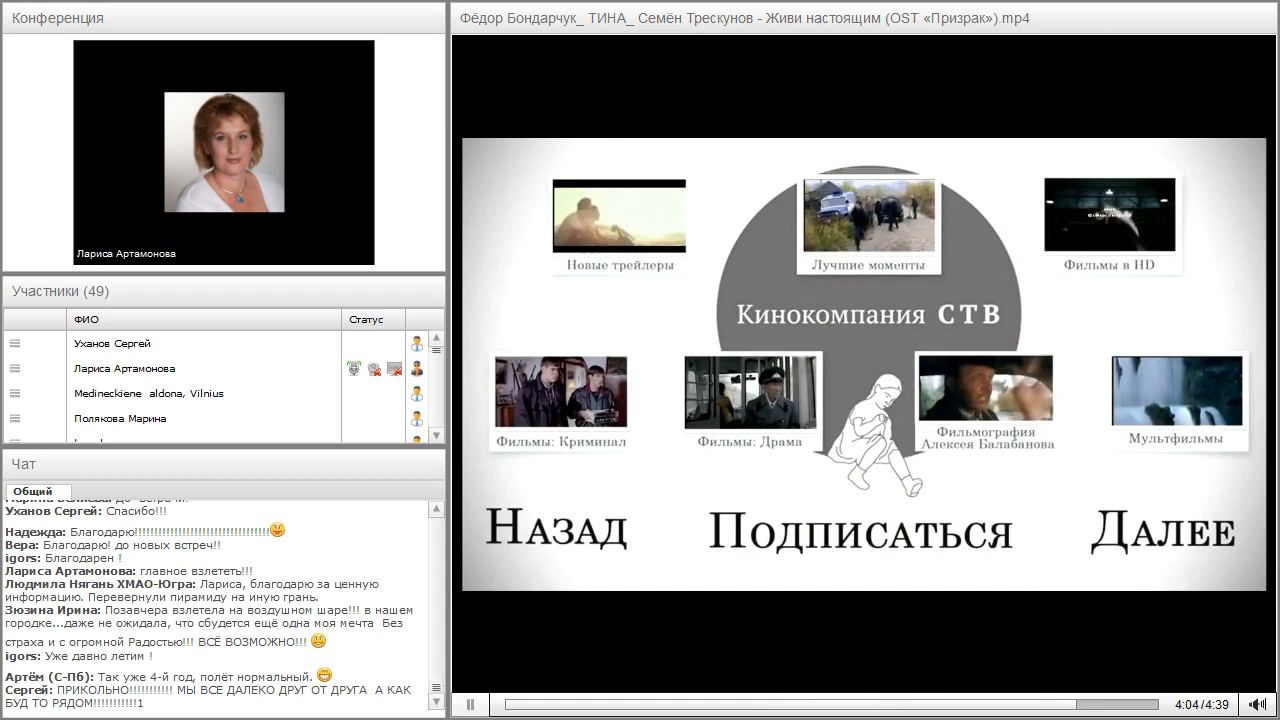 Конференция
Лариса Артамонова
Участники (49)
ФИО
Статус
Уханов Сергей
Лариса Артамонова
Medineckiene aldona, Vilnius
Полякова Марина
Чат
Общий
Уханов Сергей: Спасибо!!!
Надежда: Благодарю!!!!!!!!!!!!!!!!!!!!!!!!!!!!!!!!!!
Вера: Благодарю! до новых встреч!!
igors: Благодарен !
Лариса Артамонова: главное взлететь!!!
Людмила Нягань ХМАО-Югра: Лариса, благодарю за ценную
информацию. Перевернули пирамиду на иную грань.
Зюзина Ирина: Позавчера взлетела на воздушном шаре!!! в нашем
городке...даже не ожидала, что сбудется ещё одна моя мечта Без
страха и с огромной Радостью!!! ВСЁ ВОЗМОЖНО!!!
igors: Уже давно летим !
Артём (С-Пб): Так уже 4-й год, полёт нормальный.
Сергей: ПРИКОЛЬНО!!!!!!!!!!! МЫ ВСЕ ДАЛЕКО ДРУГ ОТ ДРУГА А КАК
БУД ТО РЯДОМ!!!!!!!!!!!1
Фёдор Бондарчук_ ТИНА_ Семён Трескунов - Живи настоящим (OST «Призрак»).mp4
Новые трейлеры
Лучшие моменты
Фильмы в HD
Кинокомпания СТВ
Фильмы: Криминал
Фильмы: Драма
Фильмография
Алексея Балабанова
Мультфильмы
Назад
Подписаться
Далее
4:04/4:39